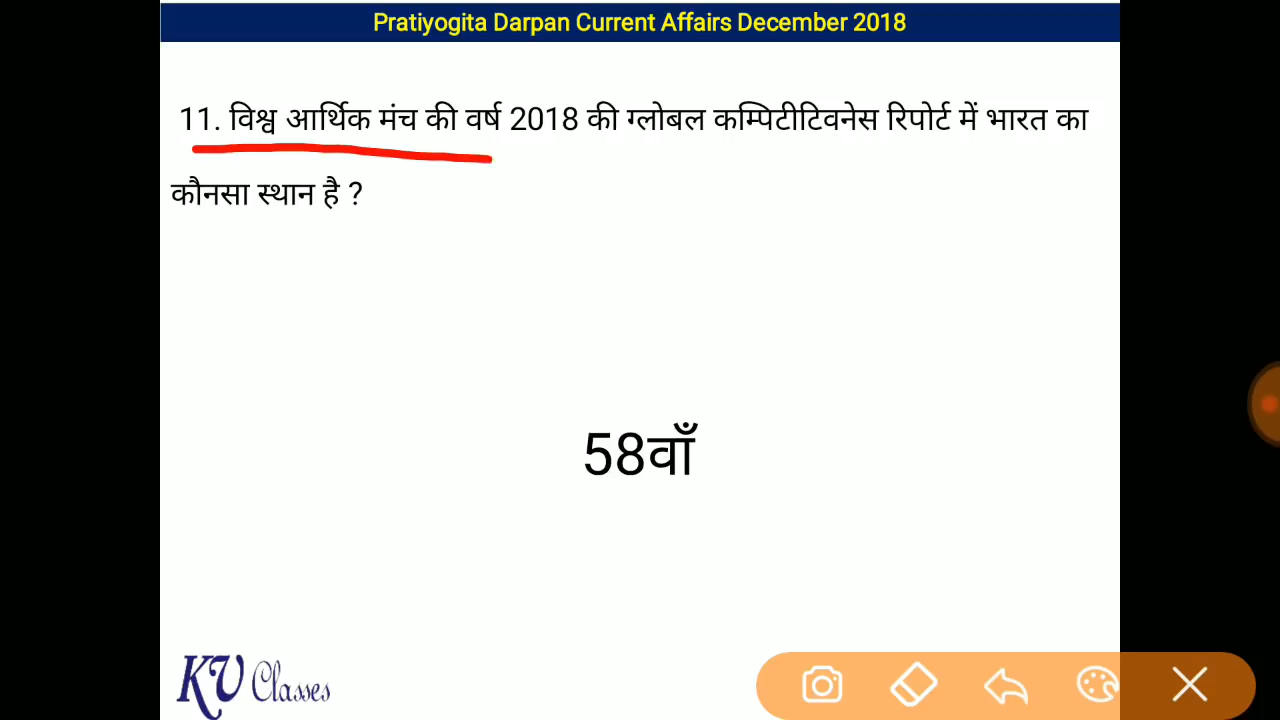 Pratiyogita Darpan Current Affairs December 2018
11. विश्व आर्थिक मंच की वर्ष 2018 की ग्लोबल कम्पिटीटिवनेस रिपोर्ट में भारत का
कौनसा स्थान है ?
58वाँ
KV Classes